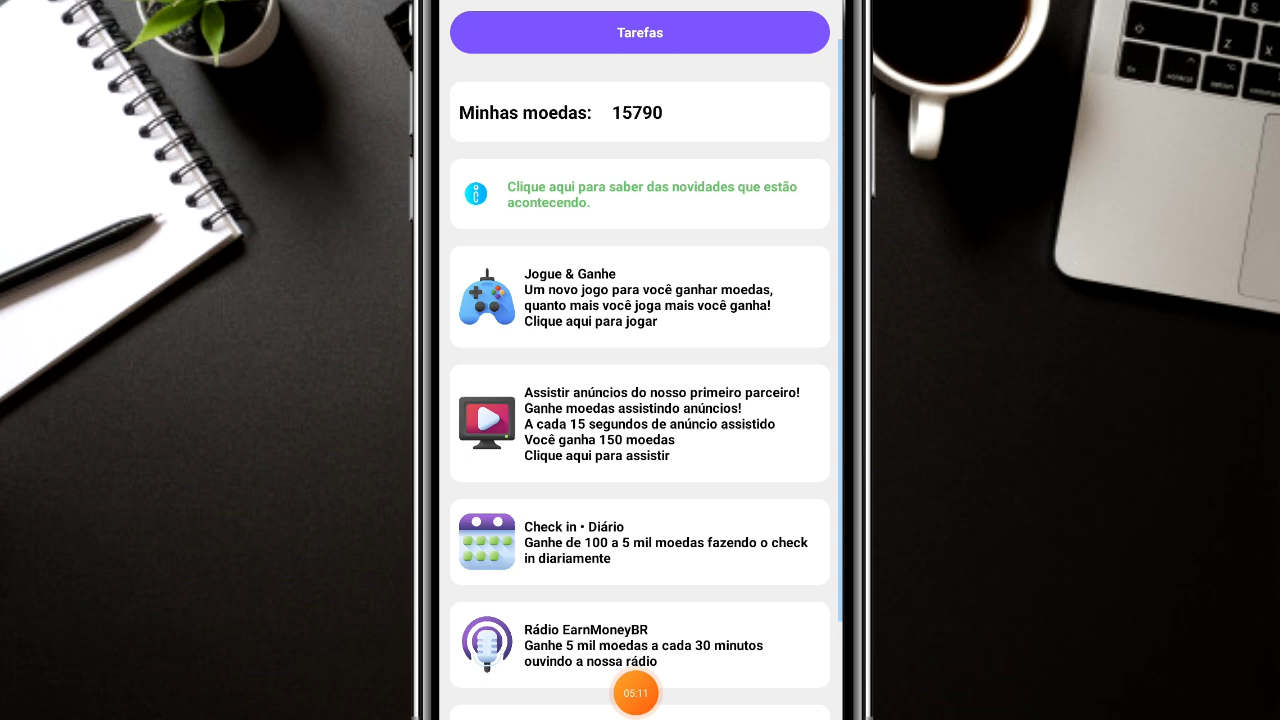 Tarefas
Minhas moedas: 15790
Clique aqui para saber das novidades que estão
acontecendo.
Jogue & Ganhe
Um novo jogo para você ganhar moedas,
quanto mais você joga mais você ganha!
Clique aqui para jogar
Assistir anúncios do nosso primeiro parceiro!
Ganhe moedas assistindo anúncios!
A cada 15 segundos de anúncio assistido
Você ganha 150 moedas
Clique aqui para assistir
Check in • Diário
Ganhe de 100 a 5 mil moedas fazendo o check
in diariamente
Rádio EarnMoneyBR
Ganhe 5 mil moedas a cada 30 minutos
ouvindo a nossa rádio
05:11